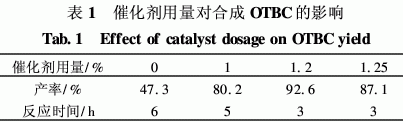 表 1 催化剂用量对合成 OTBC 的影响
Tab. 1 Effect of catalyst dosage on OTBC yield
催化剂用量/% 0 1 1.2 1.25
产率/% 47.3 80.2 92.6 87.1
反应时间/h 6 5 3 3